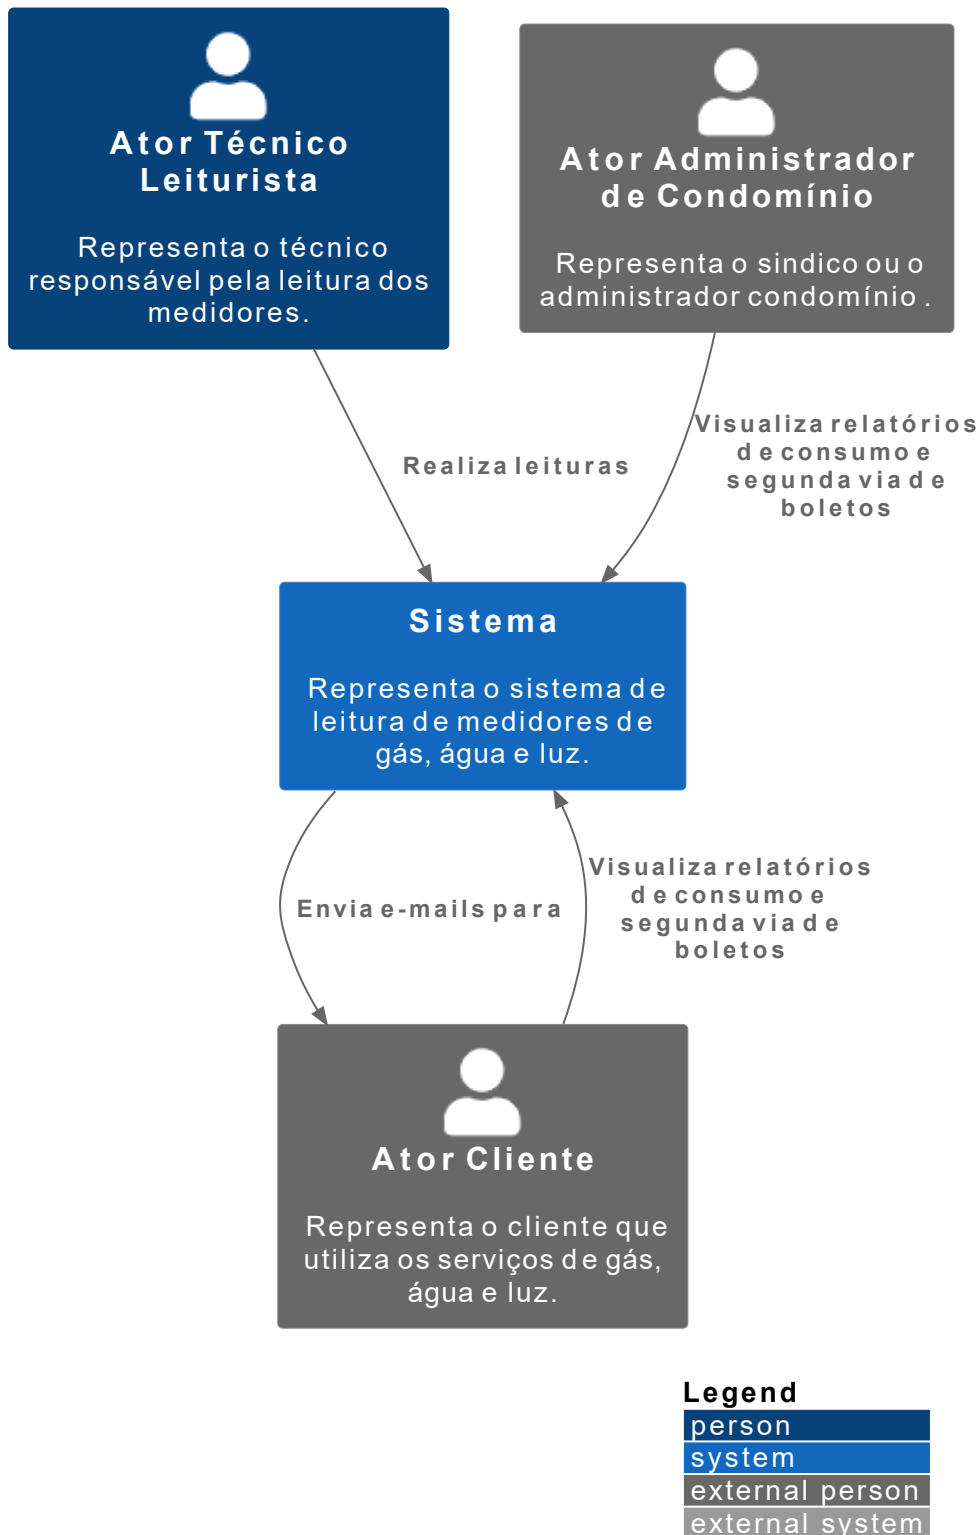 Ator Técnico
Leiturista
Representa o técnico
responsável pela leitura dos
medidores.
Ator Administrador
de Condomínio
Representa o sindico ou o
administrador condomínio .
Realiza leituras
Visualiza relatórios
de consumo e
segunda via de
boletos
Sistema
Representa o sistema de
leitura de medidores de
gás, água e luz.
Envia e-mails para
Visualiza relatórios
de consumo e
segunda via de
boletos
Ator Cliente
Representa o cliente que
utiliza os serviços de gás,
água e luz.
Legend
person
system
external person
external system